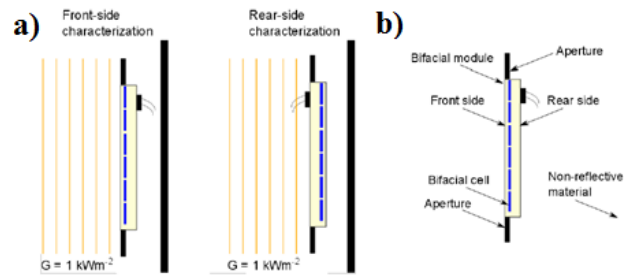 a)
Front-side
characterization
G = 1 kWm-²
Rear-side
characterization
G = 1 kWm-²
b)
Aperture
Bifacial module
Front side
Rear side
Bifacial cell
Aperture
Non-reflective
material